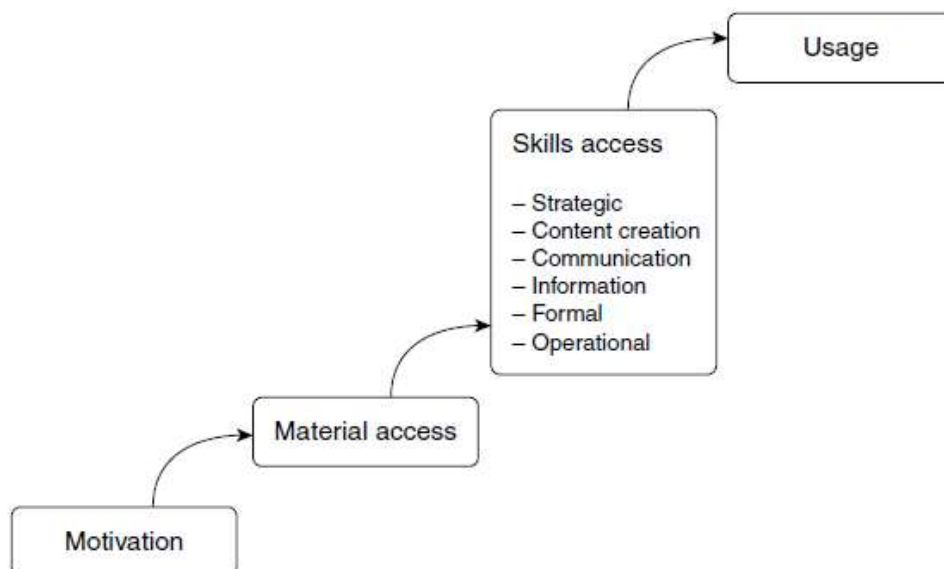 Usage
Skills access
– Strategic
– Content creation
– Communication
– Information
– Formal
– Operational
Material access
Motivation